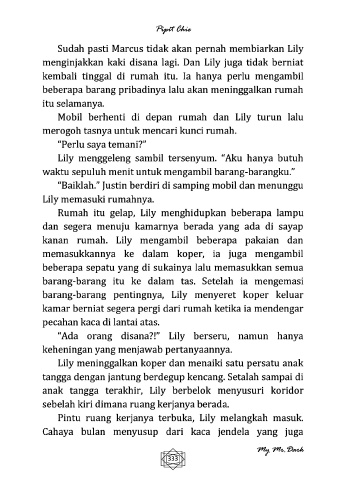 Pipit Chie
Sudah pasti Marcus tidak akan pernah membiarkan Lily
menginjakkan kaki disana lagi. Dan Lily juga tidak berniat
kembali tinggal di rumah itu. Ia hanya perlu mengambil
beberapa barang pribadinya lalu akan meninggalkan rumah
itu selamanya.
Mobil berhenti di depan rumah dan Lily turun lalu
merogoh tasnya untuk mencari kunci rumah.
“Perlu saya temani?”
Lily menggeleng sambil tersenyum. “Aku hanya butuh
waktu sepuluh menit untuk mengambil barang-barangku.”
“Baiklah.” Justin berdiri di samping mobil dan menunggu
Lily memasuki rumahnya.
Rumah itu gelap, Lily menghidupkan beberapa lampu
dan segera menuju kamarnya berada yang ada di sayap
kanan rumah. Lily mengambil beberapa pakaian dan
memasukkannya ke dalam koper, ia juga mengambil
beberapa sepatu yang di sukainya lalu memasukkan semua
barang-barang itu ke dalam tas. Setelah ia mengemasi
barang-barang pentingnya, Lily menyeret koper keluar
kamar berniat segera pergi dari rumah ketika ia mendengar
pecahan kaca di lantai atas.
“Ada orang disana?!” Lily berseru, namun hanya
keheningan yang menjawab pertanyaannya.
Lily meninggalkan koper dan menaiki satu persatu anak
tangga dengan jantung berdegup kencang. Setalah sampai di
anak tangga terakhir, Lily berbelok menyusuri koridor
sebelah kiri dimana ruang kerjanya berada.
Pintu ruang kerjanya terbuka, Lily melangkah masuk.
Cahaya bulan menyusup dari kaca jendela yang juga
My Mr. Dark
333